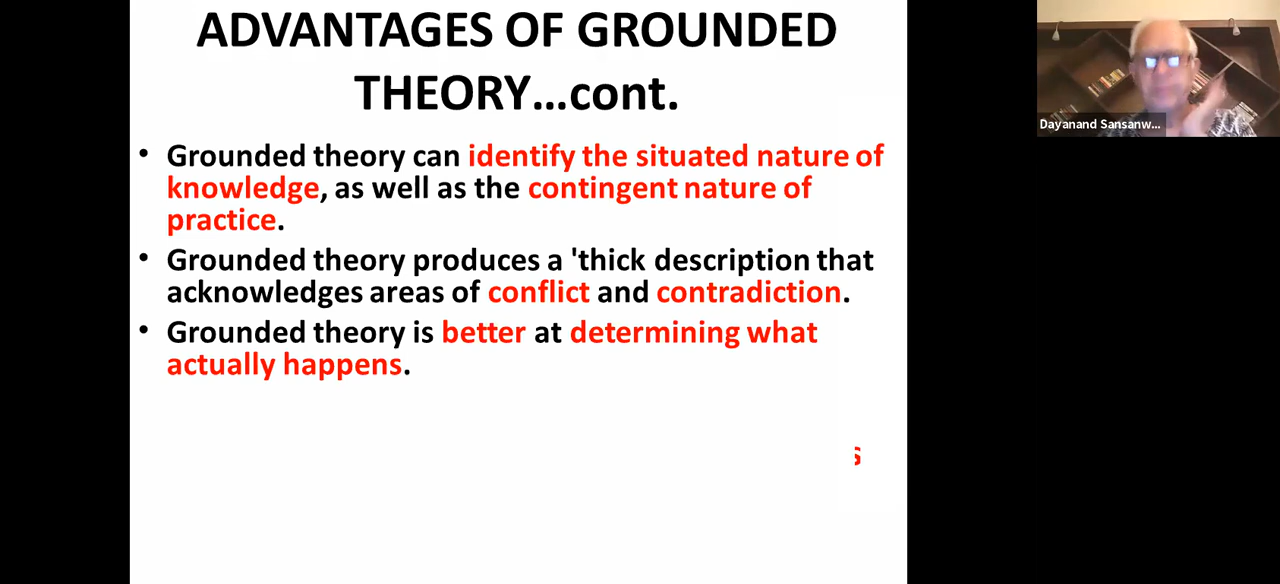 ADVANTAGES OF GROUNDED
THEORY...cont.
• Grounded theory can identify the situated nature of
knowledge, as well as the contingent nature of
practice.
• Grounded theory produces a 'thick description that
acknowledges areas of conflict and contradiction.
• Grounded theory is better at determining what
actually happens.
s
Dayanand Sansanw...